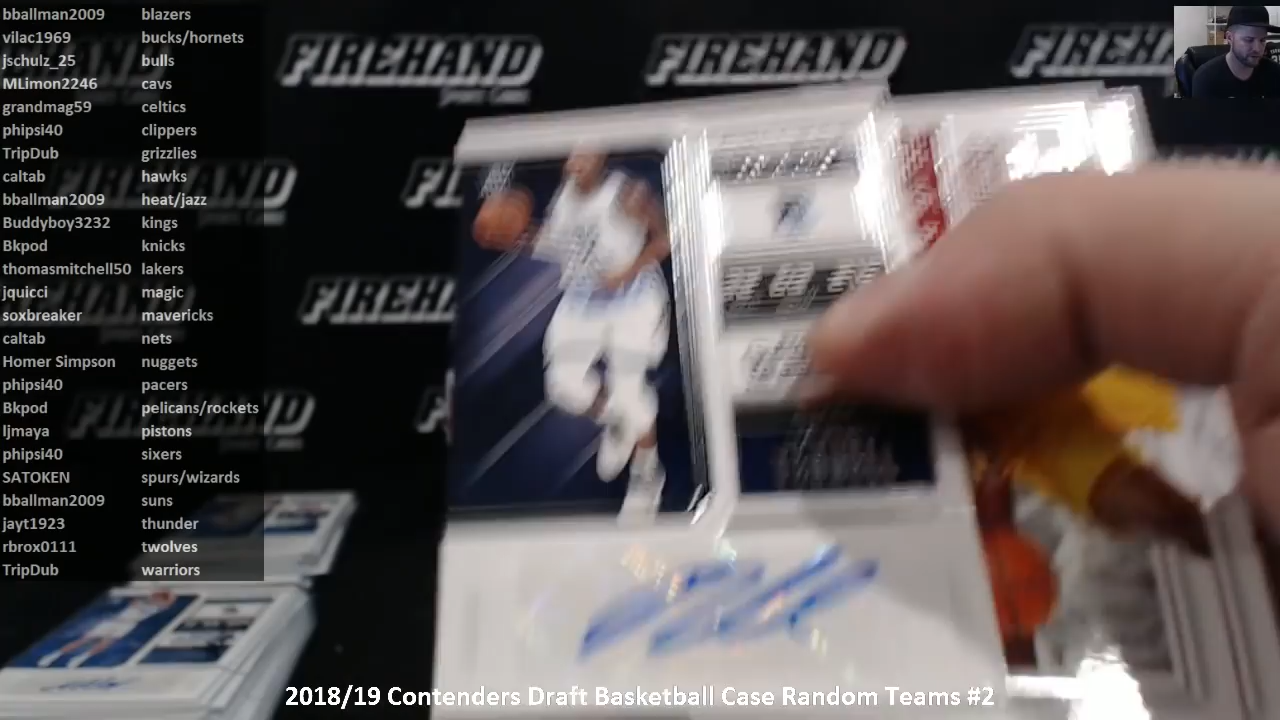 bballman2009 blazers
vilac1969 bucks/hornets
jschulz_25 bulls
MLimon2246 cavs
grandmag59 celtics
phipsi40 clippers
TripDub grizzlies
caltab hawks
bballman2009 heat/jazz
Buddyboy3232 kings
Bkpod knicks
thomasmitchell50 lakers
jquicci magic
soxbreaker mavericks
caltab nets
Homer Simpson nuggets
phipsi40 pacers
Bkpod pelicans/rockets
ljmaya pistons
phipsi40 sixers
SATOKEN spurs/wizards
bballman2009 suns
jayt1923 thunder
rbrox0111 twolves
TripDub warriors
FIREHAND FIREHAND FIREHAND
2018/19 Contenders Draft Basketball Case Random Teams #2